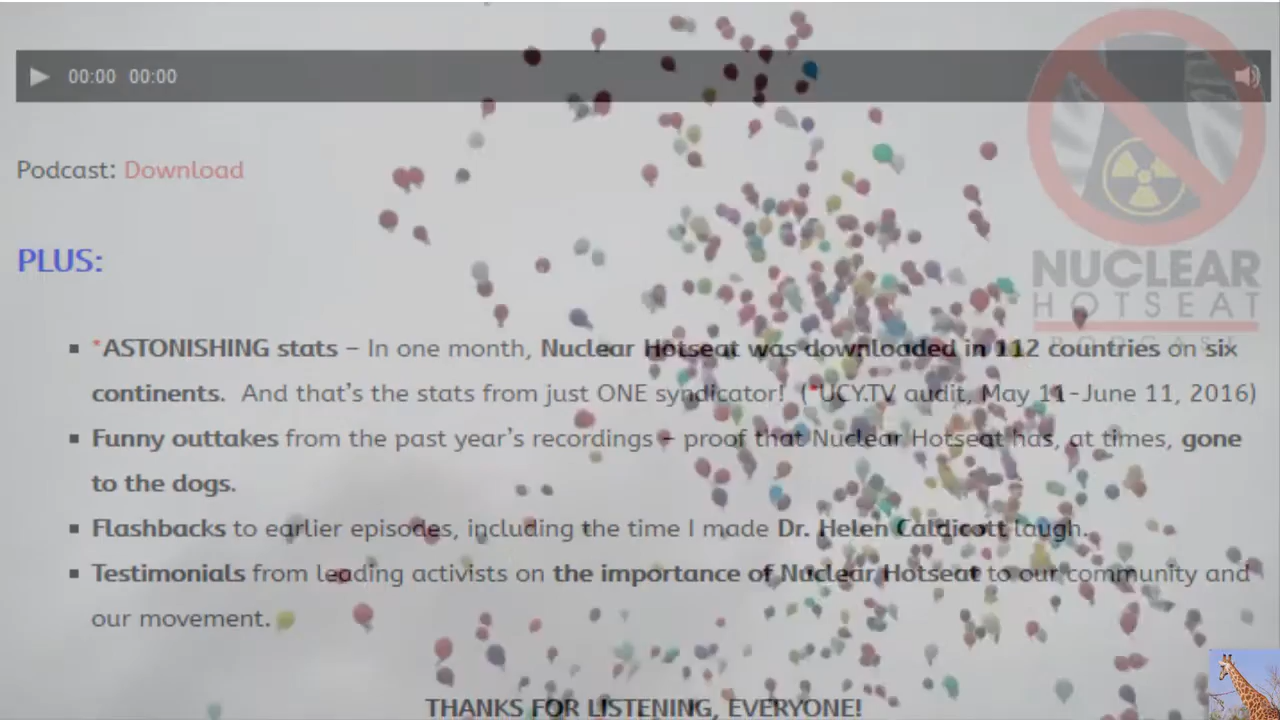 00:00 00:00
Podcast: Download
PLUS:
▪ *ASTONISHING stats – In one month, Nuclear Hotseat was downloaded in 112 countries on six
continents. And that's the stats from just ONE syndicator! (*UCY.TV audit, May 11-June 11, 2016)
▪ Funny outtakes from the past year's recordings – proof that Nuclear Hotseat has, at times, gone
to the dogs.
▪ Flashbacks to earlier episodes, including the time I made Dr. Helen Caldicott laugh.
▪ Testimonials from leading activists on the importance of Nuclear Hotseat to our community and
our movement.
THANKS FOR LISTENING, EVERYONE!
NUCLEAR
HOTSEAT
PODCAST